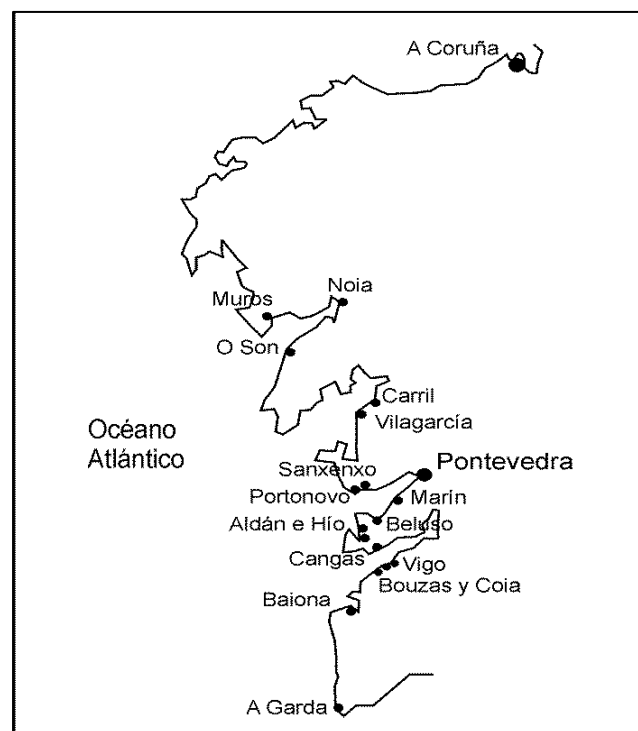 A Coruña
Noia
Muros
O Son
Carril
Vilagarcía
Océano
Atlántico
Sanxenxo
Pontevedra
Portonovo
Marín
Aldán e Hío
Beluso
Cangas
Vigo
Bouzas y Coia
Baiona
A Garda